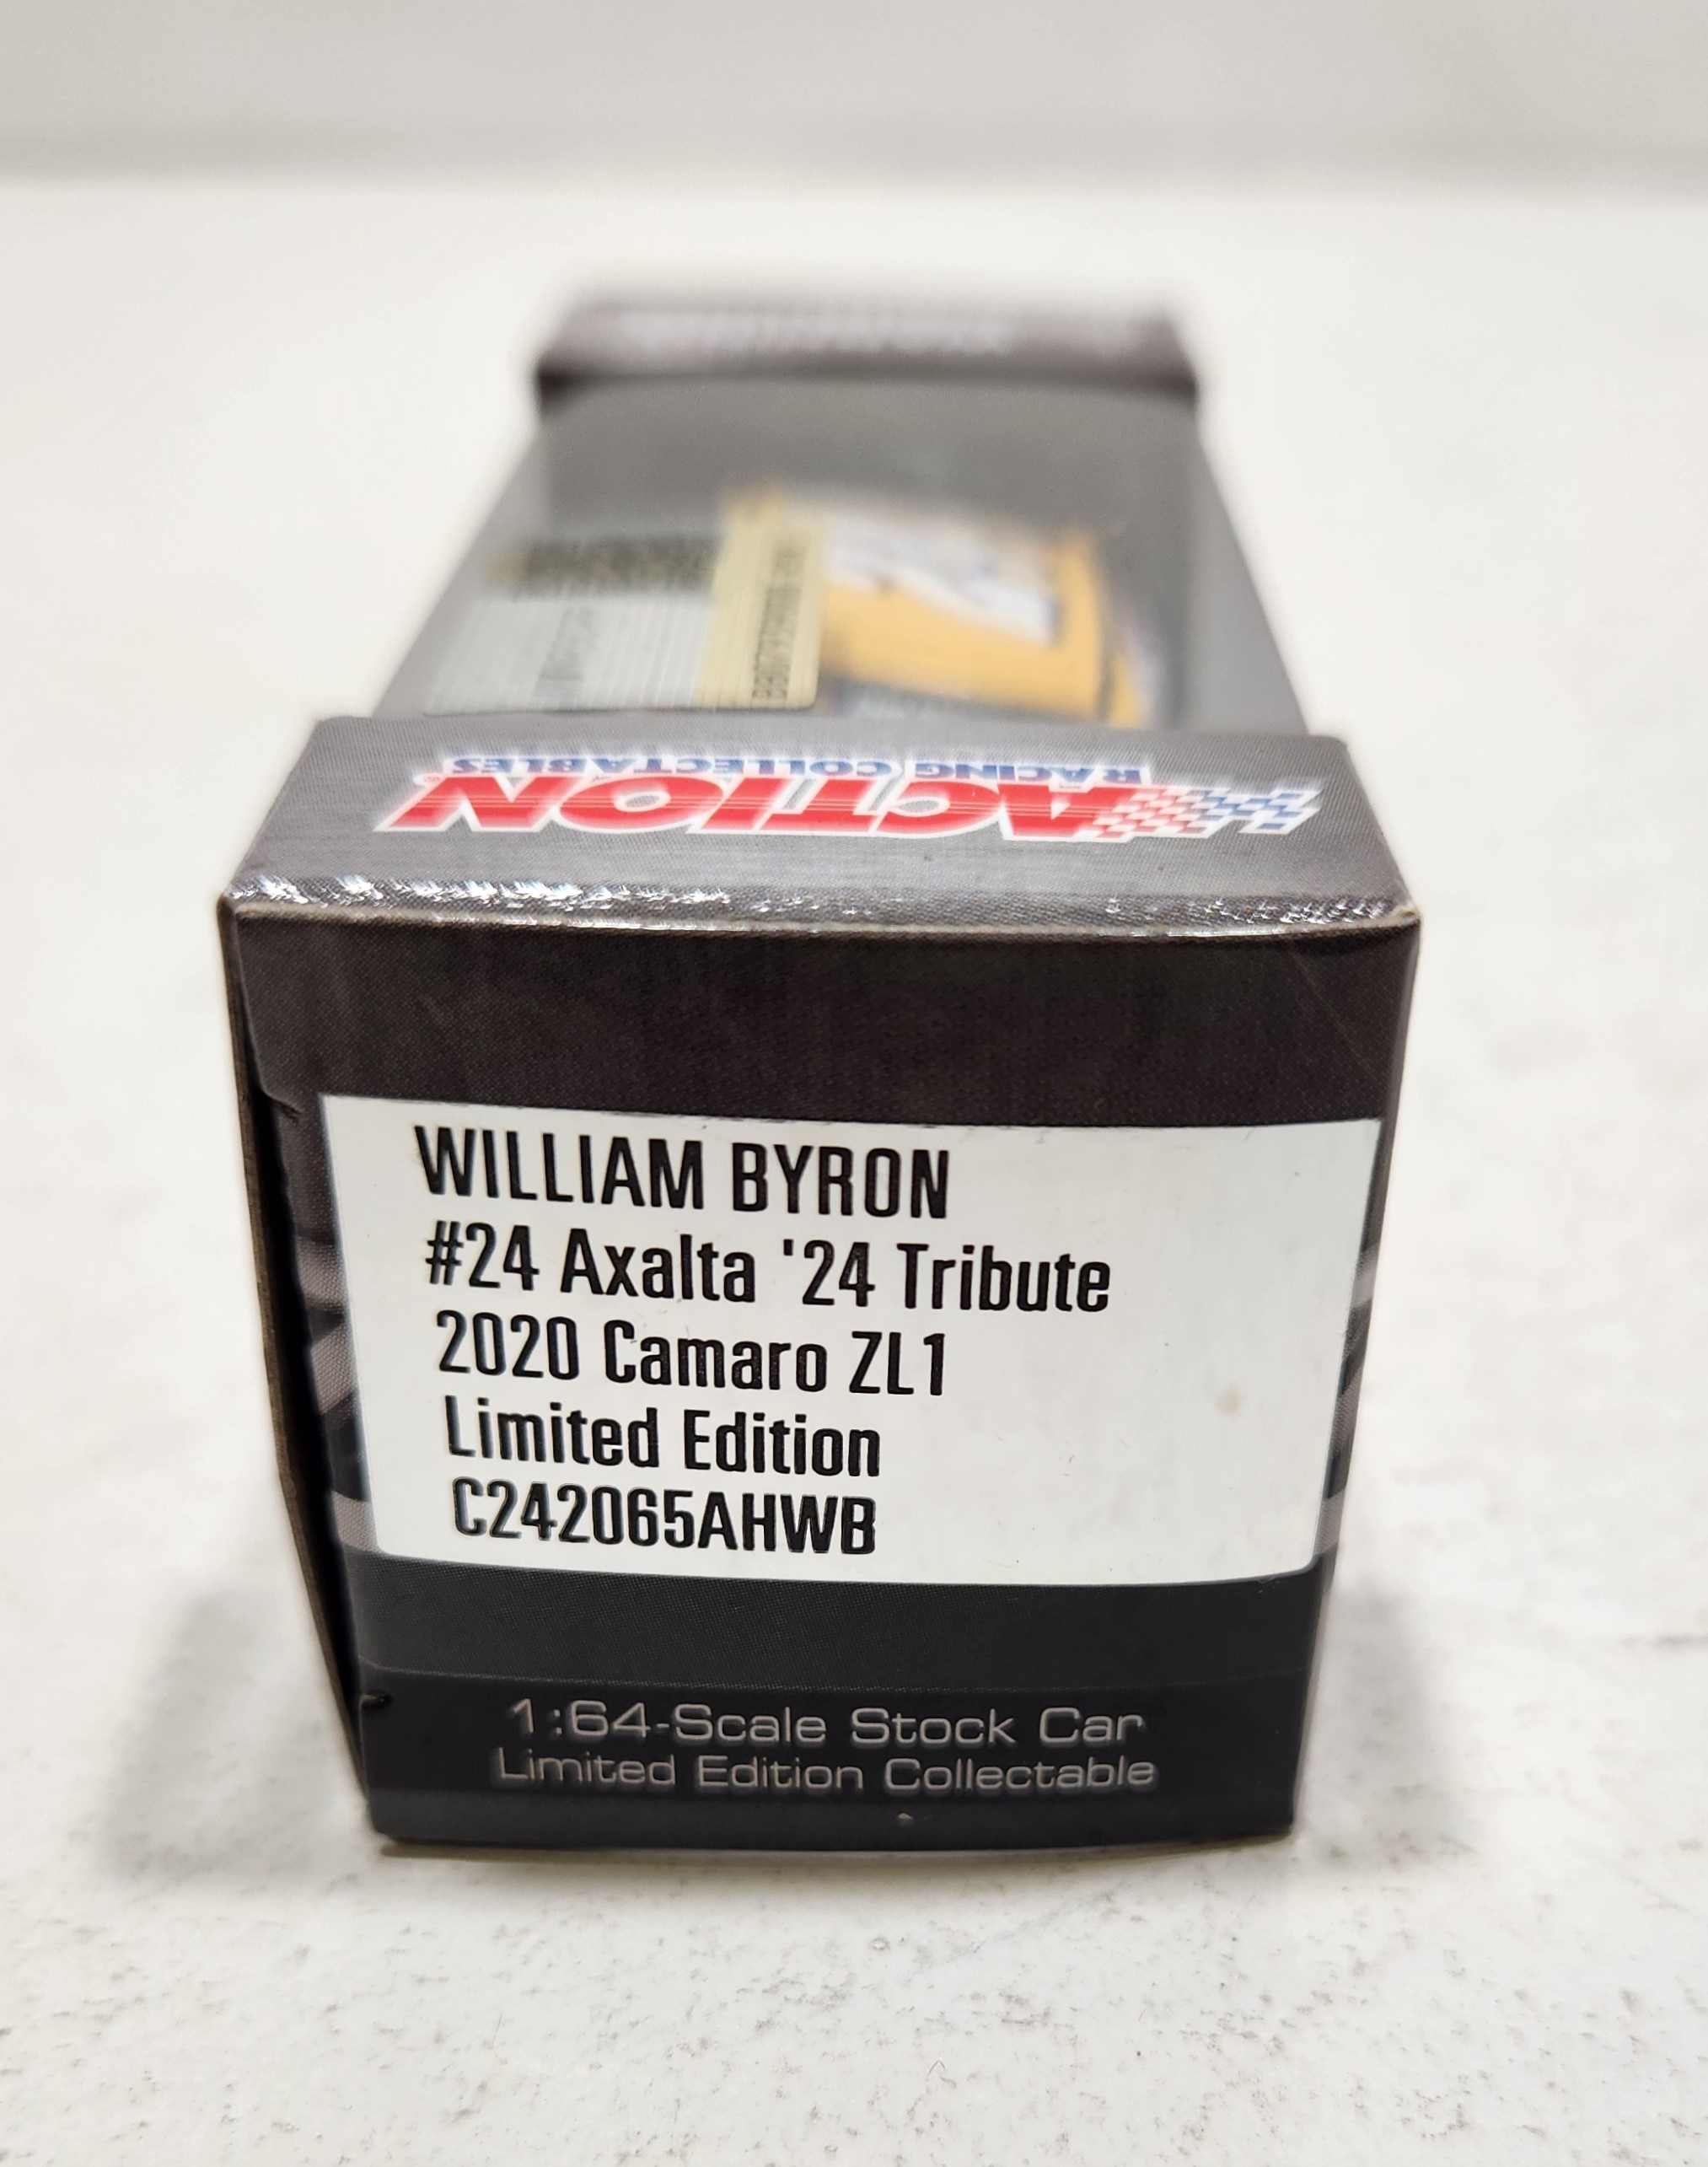 ACTION
RACING COLLECTABLES
WILLIAM BYRON
#24 Axalta '24 Tribute
2020 Camaro ZL1
Limited Edition
C242065AHWB
1:64-Scale Stock Car
Limited Edition Collectable